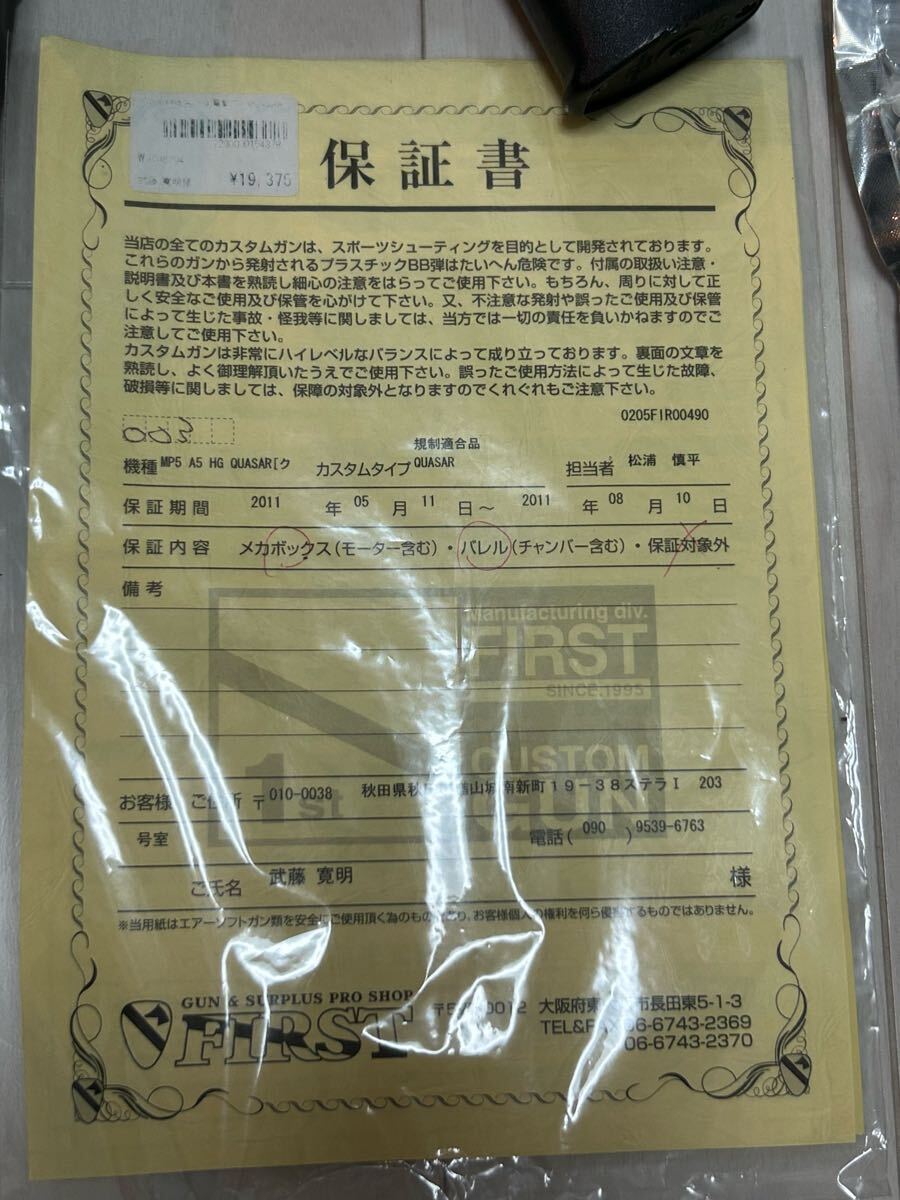 ¥19,375
保証書
当店の全てのカスタムガンは、スポーツシューティングを目的として開発されております。
これらのガンから発射されるプラスチックBB弾はたいへん危険です。付属の取扱い注意・
説明書及び本書を熟読し細心の注意をはらってご使用下さい。もちろん、周りに対して正
しく安全なご使用及び保管を心がけて下さい。又、不注意な発射や誤ったご使用及び保管
によって生じた事故・怪我等に関しましては、当方では一切の責任を負いかねますのでご
注意してご使用下さい。
カスタムガンは非常にハイレベルなバランスによって成り立っております。裏面の文章を
熟読し、よく御理解頂いたうえでご使用下さい。誤ったご使用方法によって生じた故障、
破損等に関しましては、保障の対象外となりますのでくれぐれもご注意下さい。
0205FIR00490
003
規制適合品
機種 MP5 A5 HG QUASAR[ク カスタムタイプ QUASAR 担当者 松浦 慎平
保証期間 2011 年 05 月 11 日～ 2011 年 08 月 10 日
保証内容 メカボックス(モーター含む)・バレル(チャンバー含む)・保証対象外
備考
Manufacturing div.
FIRST
SINCE.1995
1st
CUSTOM
GUN
お客様 ご住所 〒010-0038 秋田県秋 山城南新町19-38ステラI 203
号室 電話( 090 ) 9539-6763
ご氏名 武藤 寛明 様
※当用紙はエアーソフトガン類を安全にご使用頂く為のものであり、お客様個人の権利を何ら侵害するものではありません。
GUN & SURPLUS PRO SHOP
FIRST
〒5 -0012 大阪府東 市長田東5-1-3
TEL&FAX 06-6743-2369
06-6743-2370